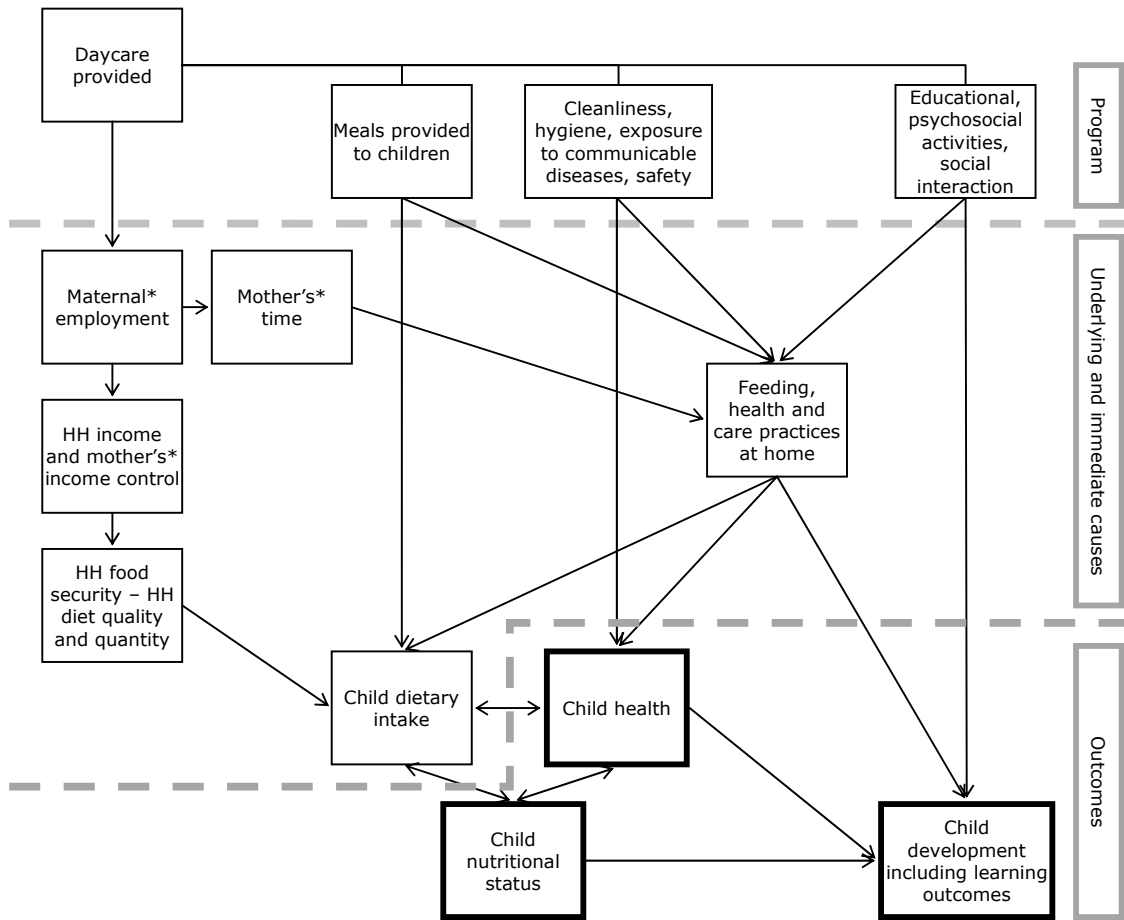 Daycare
provided
Meals provided
to children
Cleanliness,
hygiene, exposure
to communicable
diseases, safety
Educational,
psychosocial
activities,
social
interaction
Program
Maternal*
employment
Mother’s*
time
Feeding,
health and
care practices
at home
Underlying and immediate causes
HH income
and mother’s*
income control
HH food
security – HH
diet quality
and quantity
Child dietary
intake
Child health
Outcomes
Child
nutritional
status
Child
development
including learning
outcomes